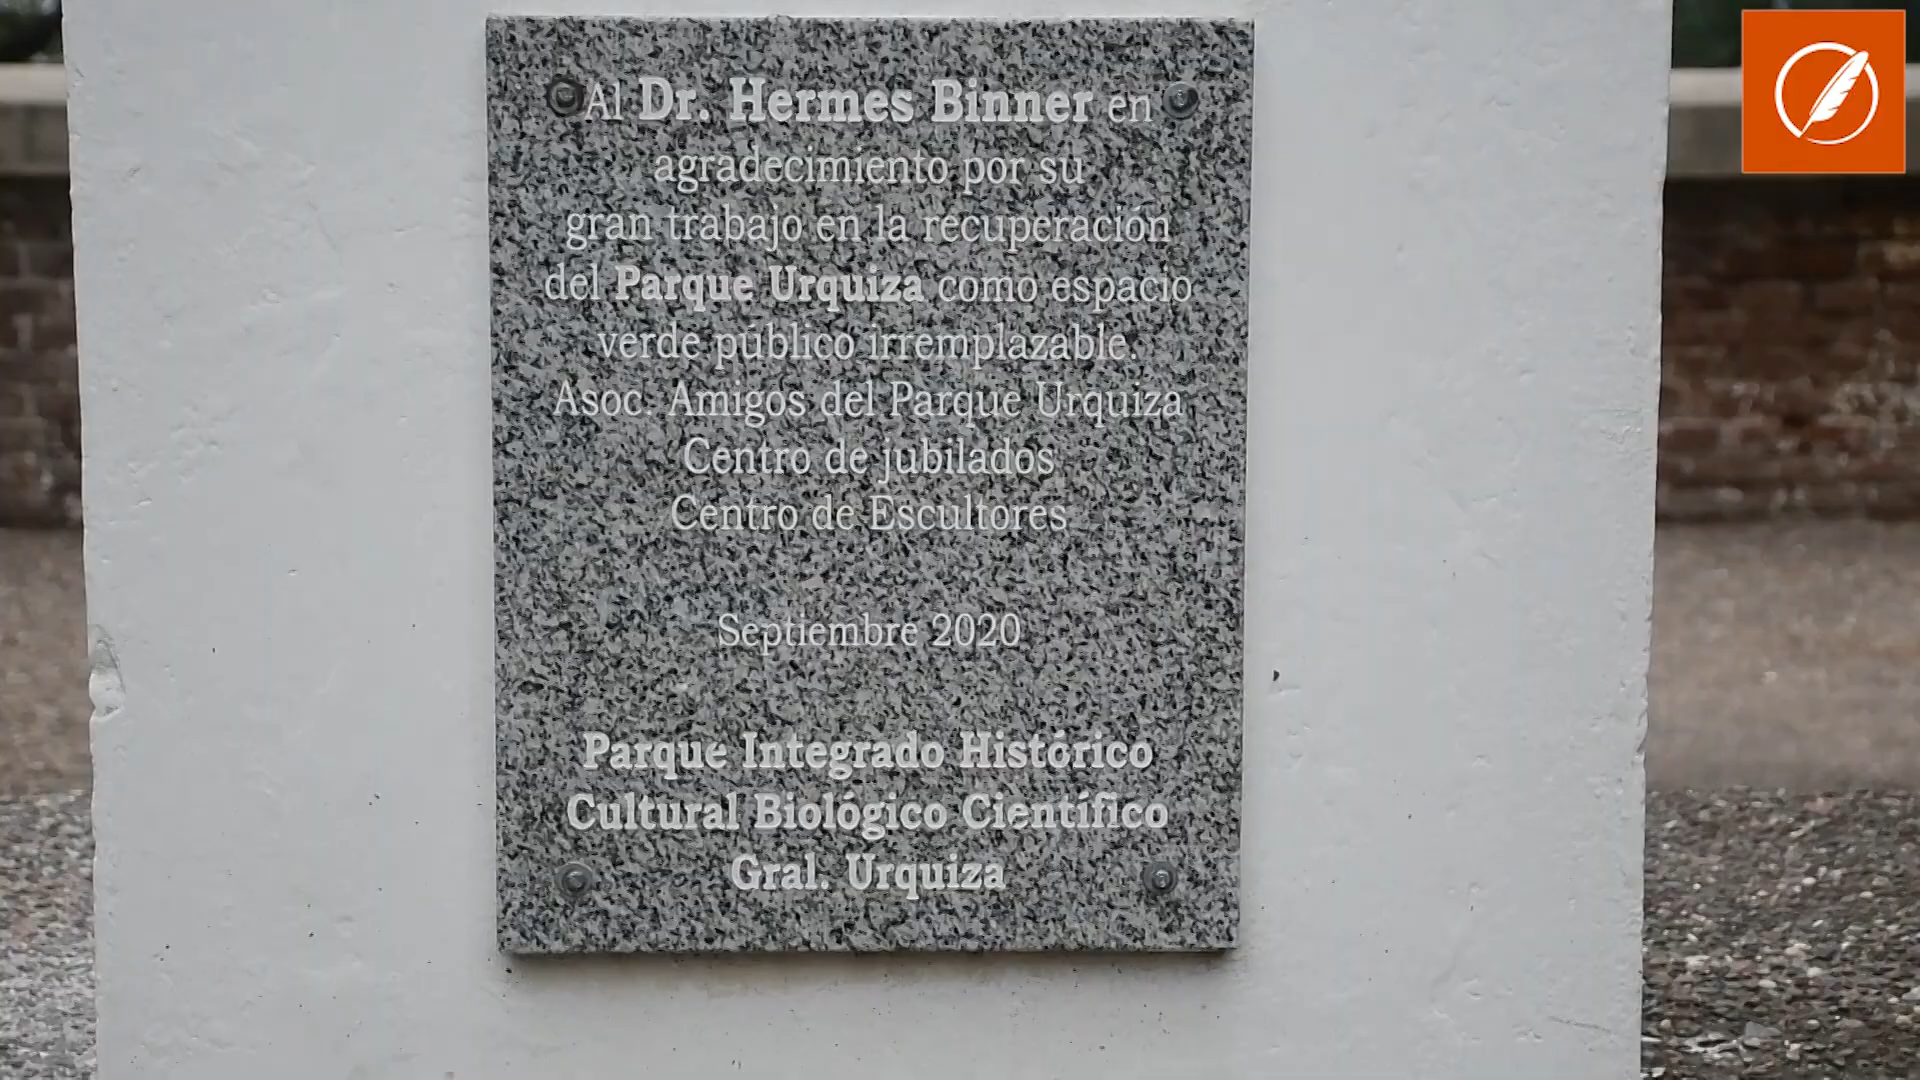 Al Dr. Hermes Binner en
agradecimiento por su
gran trabajo en la recuperación
del Parque Urquiza como espacio
verde público irremplazable.
Asoc. Amigos del Parque Urquiza
Centro de jubilados
Centro de Escultores
Septiembre 2020
Parque Integrado Histórico
Cultural Biológico Científico
Gral. Urquiza